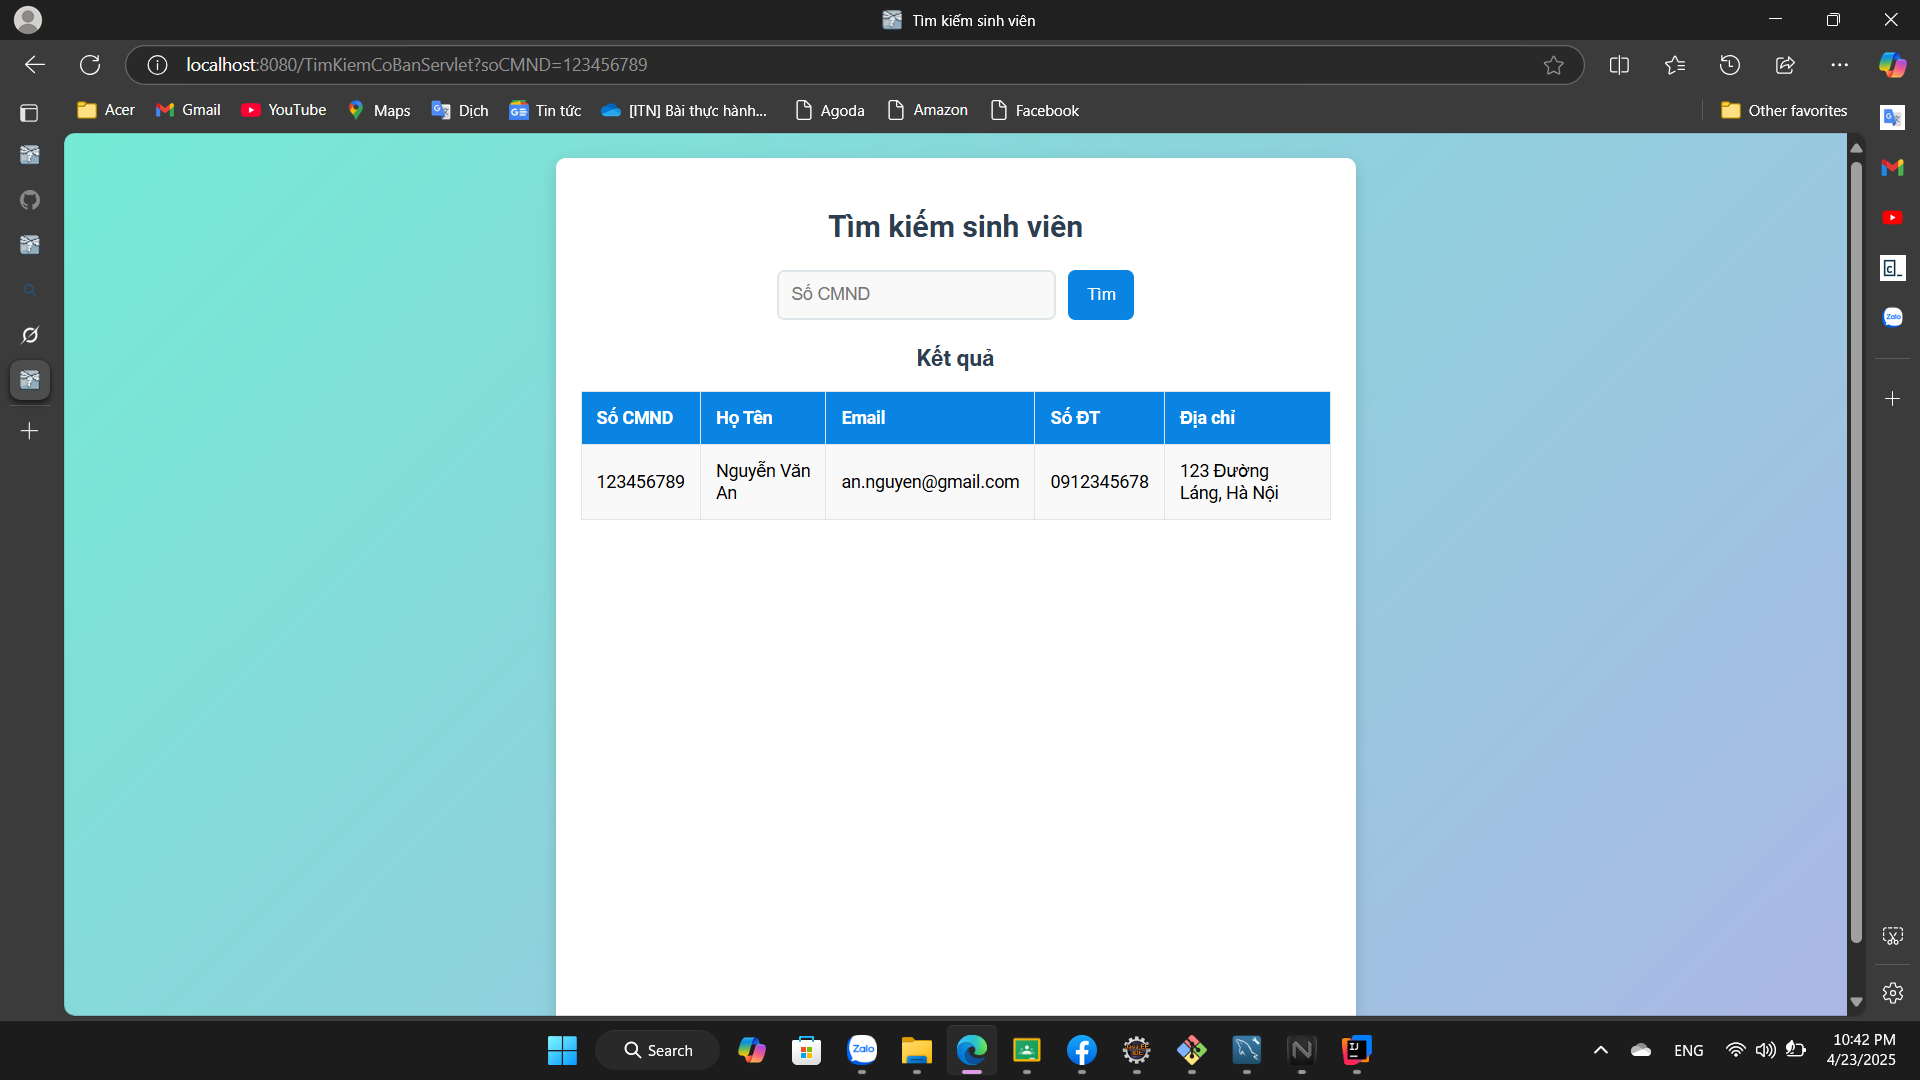 Tìm kiếm sinh viên
localhost:8080/TimKiemCoBanServlet?soCMND=123456789
Acer Gmail YouTube Maps Dịch Tin tức [ITN] Bài thực hành... Agoda Amazon Facebook Other favorites
Tìm kiếm sinh viên
Số CMND Tìm
Kết quả
Số CMND Họ Tên Email Số ĐT Địa chỉ
123456789 Nguyễn Văn An an.nguyen@gmail.com 0912345678 123 Đường Láng, Hà Nội
Search Zalo ENG 10:42 PM
4/23/2025